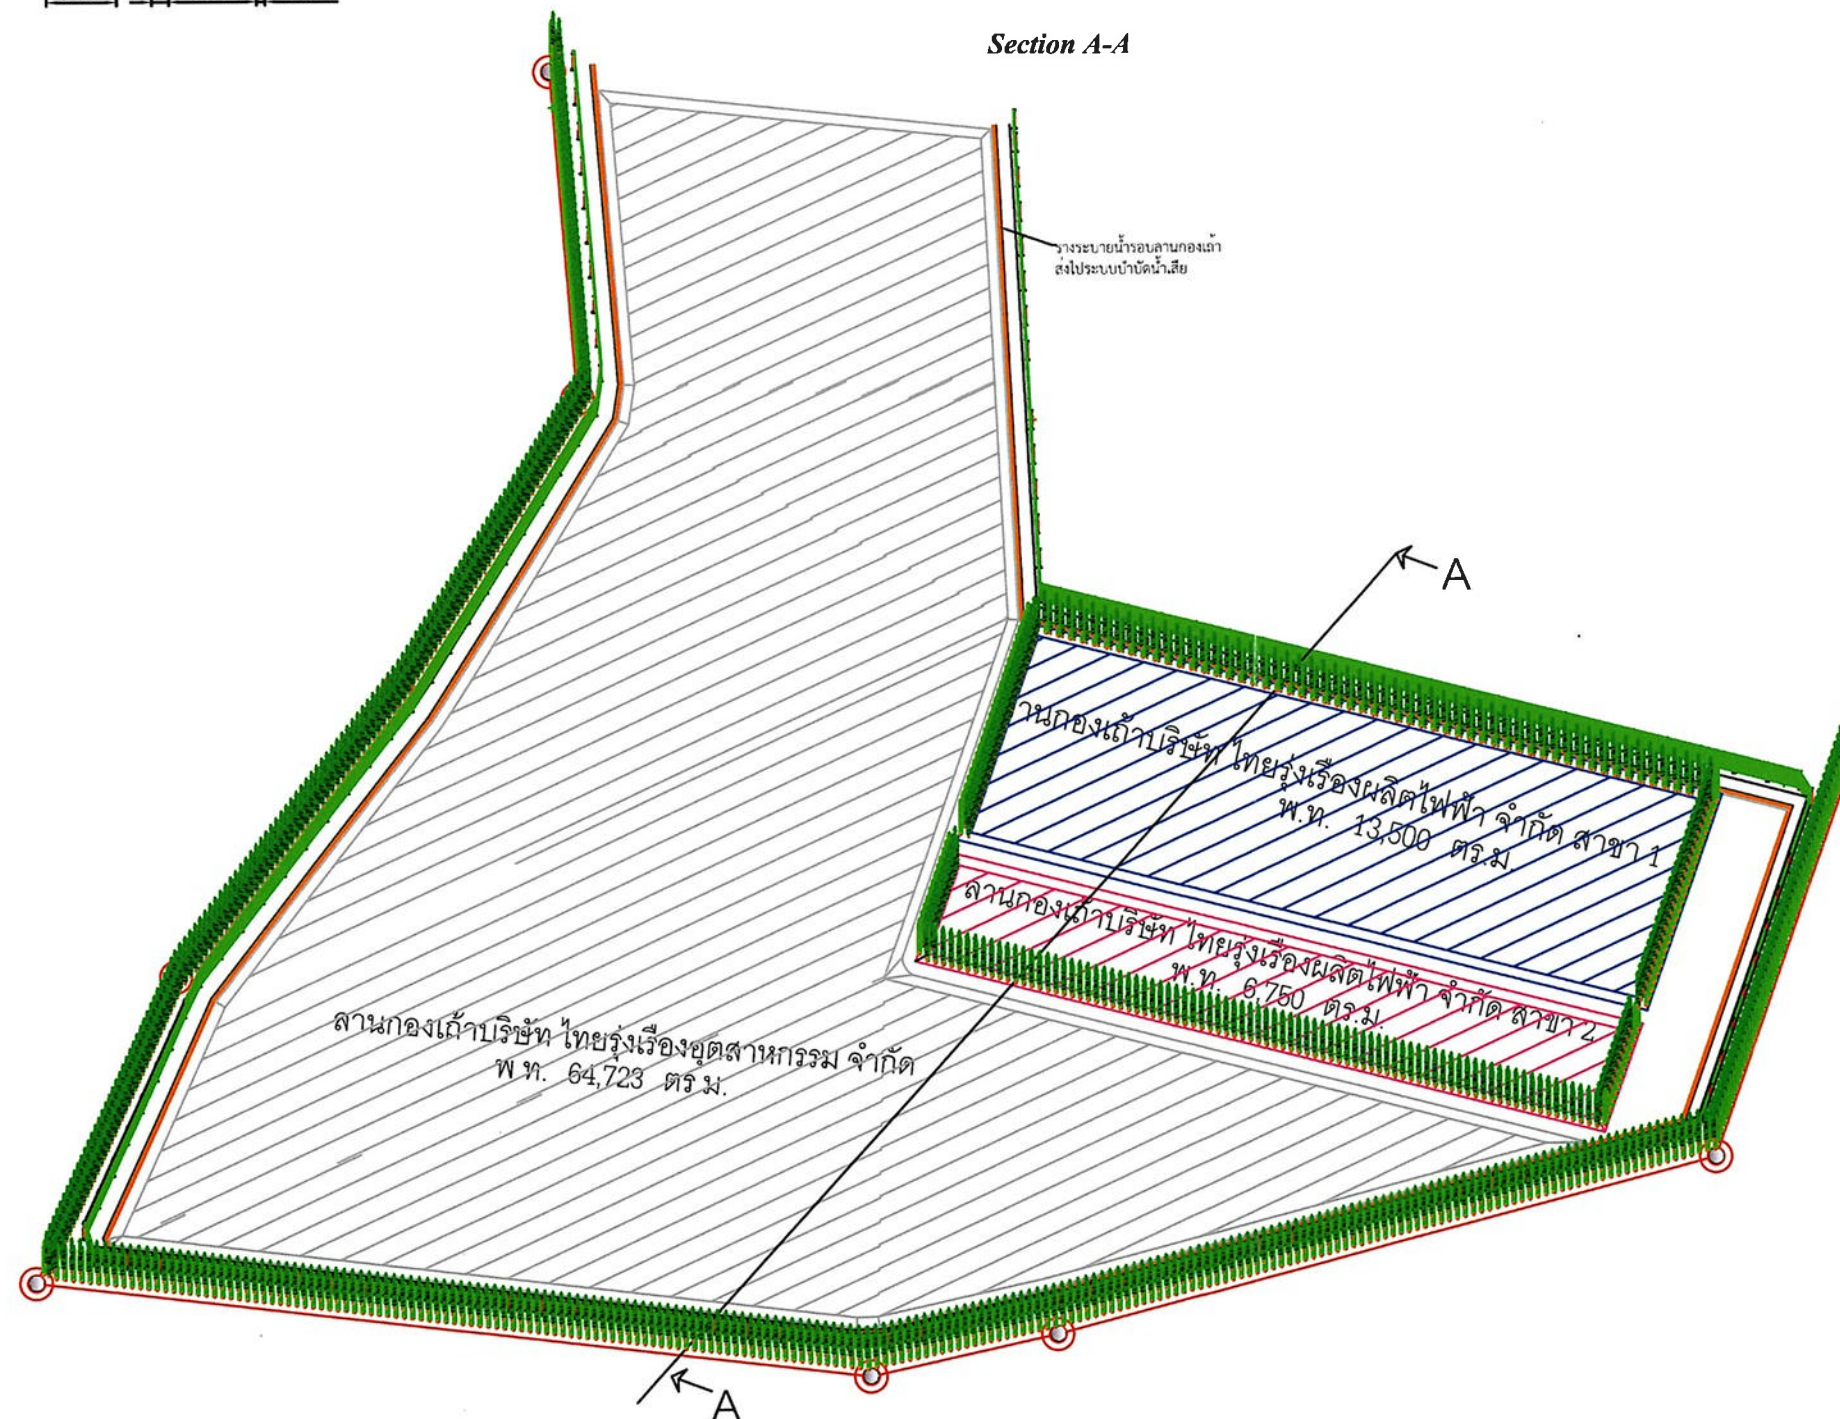 Section A-A
รางระบายน้ำรอบลานกองเถ้า
ส่งไประบบบำบัดน้ำเสีย
A
านกองเถ้าบริษัท ไทยรุ่งเรืองผลิตไฟฟ้า จำกัด สาขา 1
พ.ท. 13,500 ตร.ม.
ลานกองเถ้าบริษัท ไทยรุ่งเรืองผลิตไฟฟ้า จำกัด สาขา 2
พ.ท. 6,750 ตร.ม.
ลานกองเถ้าบริษัท ไทยรุ่งเรืองอุตสาหกรรม จำกัด
พ.ท. 64,723 ตร.ม.
A